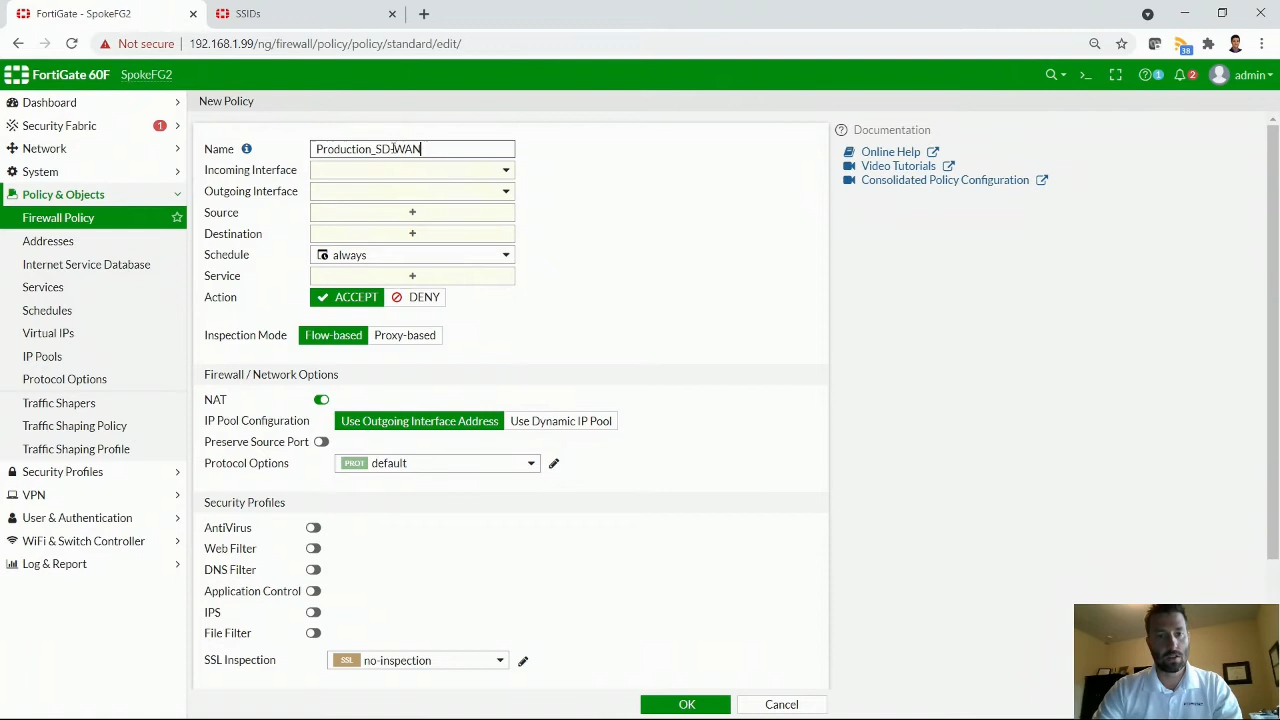 FortiGate - SpokeFG2
SSIDs
Not secure
192.168.1.99/ng/firewall/policy/policy/standard/edit/
38
FortiGate 60F
SpokeFG2
1
2
admin
Dashboard
Security Fabric
1
Network
System
Policy & Objects
Firewall Policy
Addresses
Internet Service Database
Services
Schedules
Virtual IPs
IP Pools
Protocol Options
Traffic Shapers
Traffic Shaping Policy
Traffic Shaping Profile
Security Profiles
VPN
User & Authentication
WiFi & Switch Controller
Log & Report
New Policy
Name
Production_SD-WAN
Incoming Interface
Outgoing Interface
Source
Destination
Schedule
always
Service
Action
ACCEPT
DENY
Inspection Mode
Flow-based
Proxy-based
Firewall / Network Options
NAT
IP Pool Configuration
Use Outgoing Interface Address
Use Dynamic IP Pool
Preserve Source Port
Protocol Options
PROT
default
Security Profiles
AntiVirus
Web Filter
DNS Filter
Application Control
IPS
File Filter
SSL Inspection
SSL
no-inspection
OK
Cancel
Documentation
Online Help
Video Tutorials
Consolidated Policy Configuration